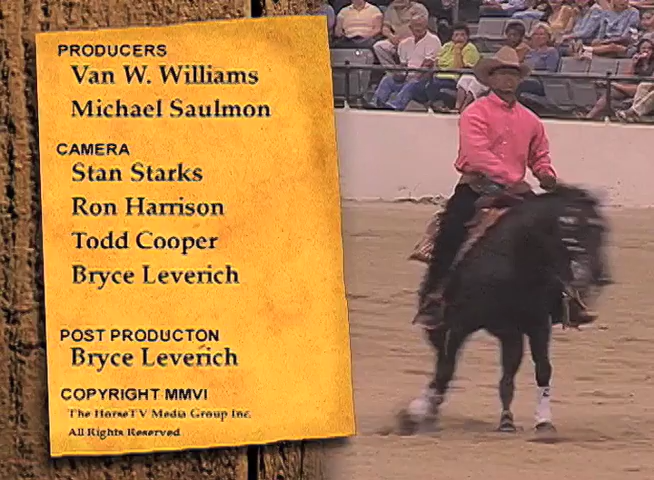 PRODUCERS
Van W. Williams
Michael Saulmon
CAMERA
Stan Starks
Ron Harrison
Todd Cooper
Bryce Leverich
POST PRODUCTON
Bryce Leverich
COPYRIGHT MMVI
The HorseTV Media Group Inc.
All Rights Reserved